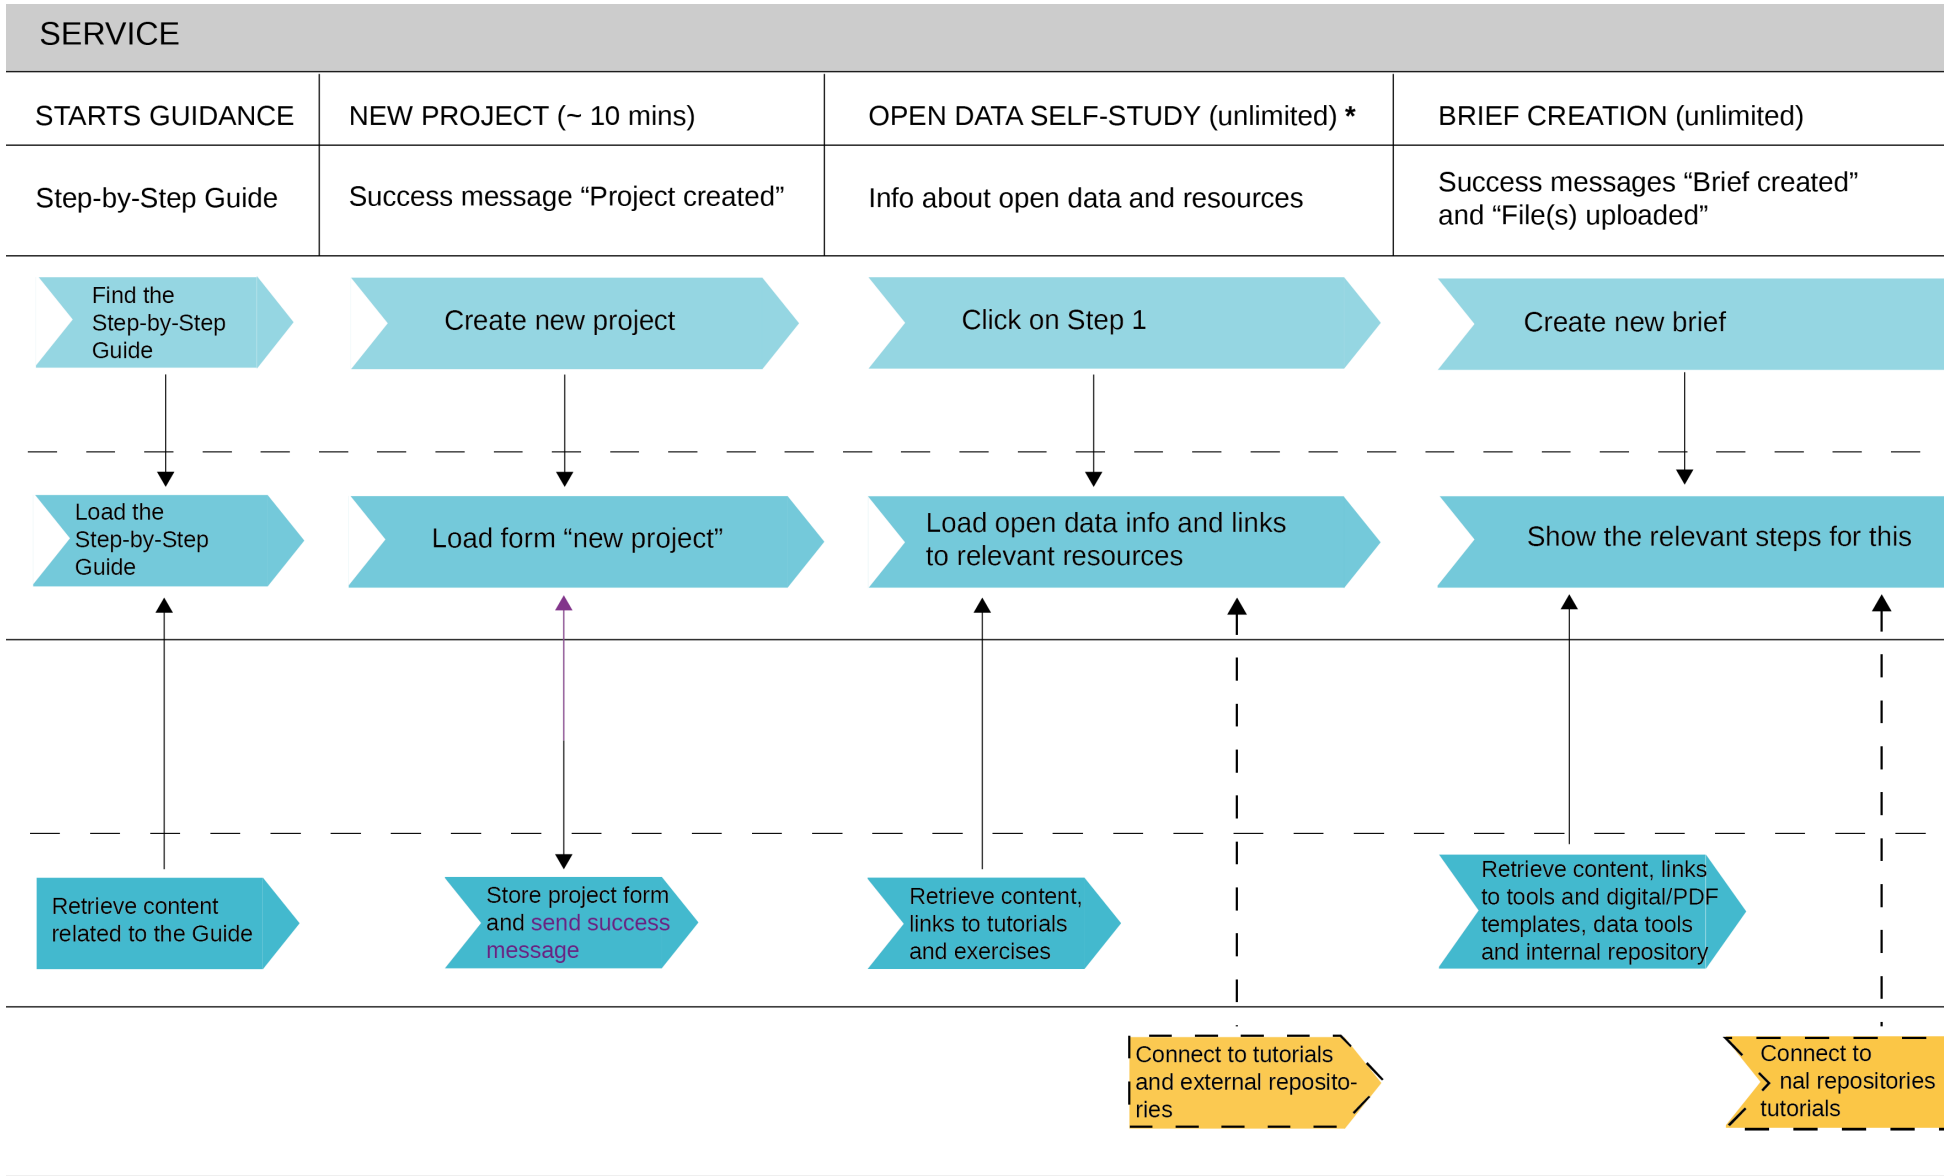 SERVICE
STARTS GUIDANCE
NEW PROJECT (~ 10 mins)
OPEN DATA SELF-STUDY (unlimited) *
BRIEF CREATION (unlimited)
Step-by-Step Guide
Success message “Project created”
Info about open data and resources
Success messages “Brief created”
and “File(s) uploaded”
Find the
Step-by-Step
Guide
Create new project
Click on Step 1
Create new brief
Load the
Step-by-Step
Guide
Load form “new project”
Load open data info and links
to relevant resources
Show the relevant steps for this
Retrieve content
related to the Guide
Store project form
and send success
message
Retrieve content,
links to tutorials
and exercises
Retrieve content, links
to tools and digital/PDF
templates, data tools
and internal repository
Connect to tutorials
and external reposito-
ries
Connect to
nal repositories
tutorials